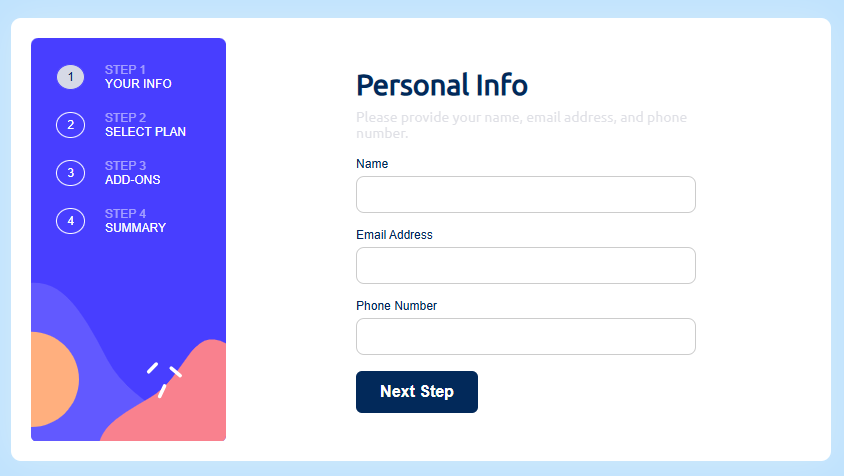 1
STEP 1
YOUR INFO
2
STEP 2
SELECT PLAN
3
STEP 3
ADD-ONS
4
STEP 4
SUMMARY
Personal Info
Please provide your name, email address, and phone
number.
Name
Email Address
Phone Number
Next Step